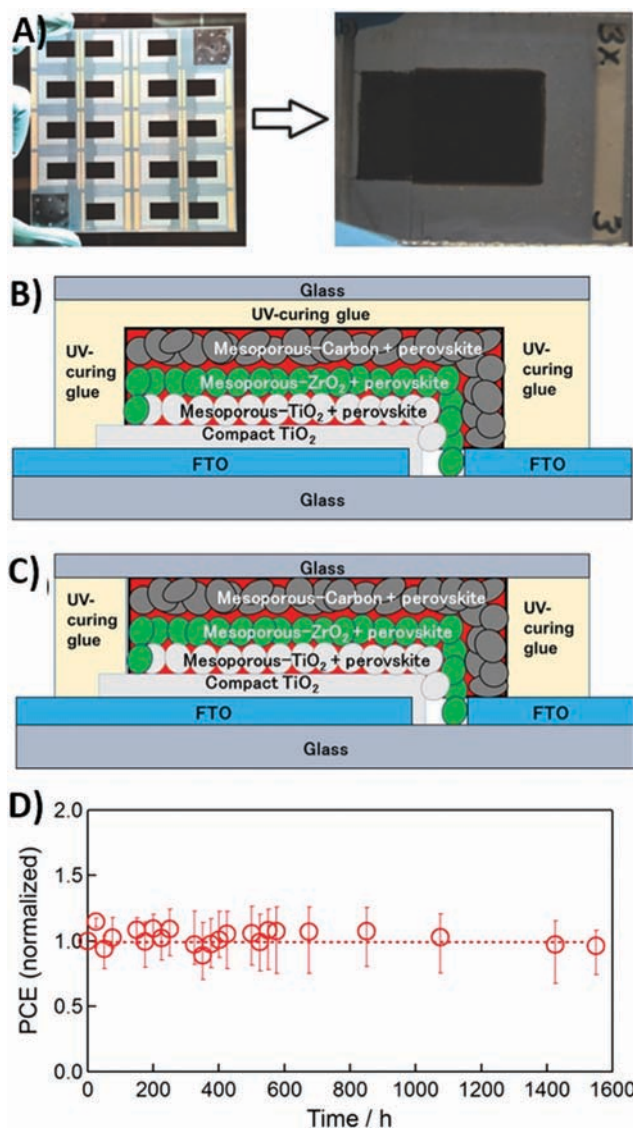 A)
b)
3x
3
B)
Glass
UV-curing glue
UV-
curing
glue
Mesoporous-Carbon + perovskite
UV-
curing
glue
Mesoporous-ZrO₂ + perovskite
Mesoporous-TiO₂ + perovskite
Compact TiO₂
FTO
FTO
Glass
C)
Glass
UV-
curing
glue
Mesoporous-Carbon + perovskite
UV-
curing
glue
Mesoporous-ZrO₂ + perovskite
Mesoporous-TiO₂ + perovskite
Compact TiO₂
FTO
FTO
Glass
D)
2.0
1.5
1.0
0.5
0.0
PCE (normalized)
0 200 400 600 800 1000 1200 1400 1600
Time / h